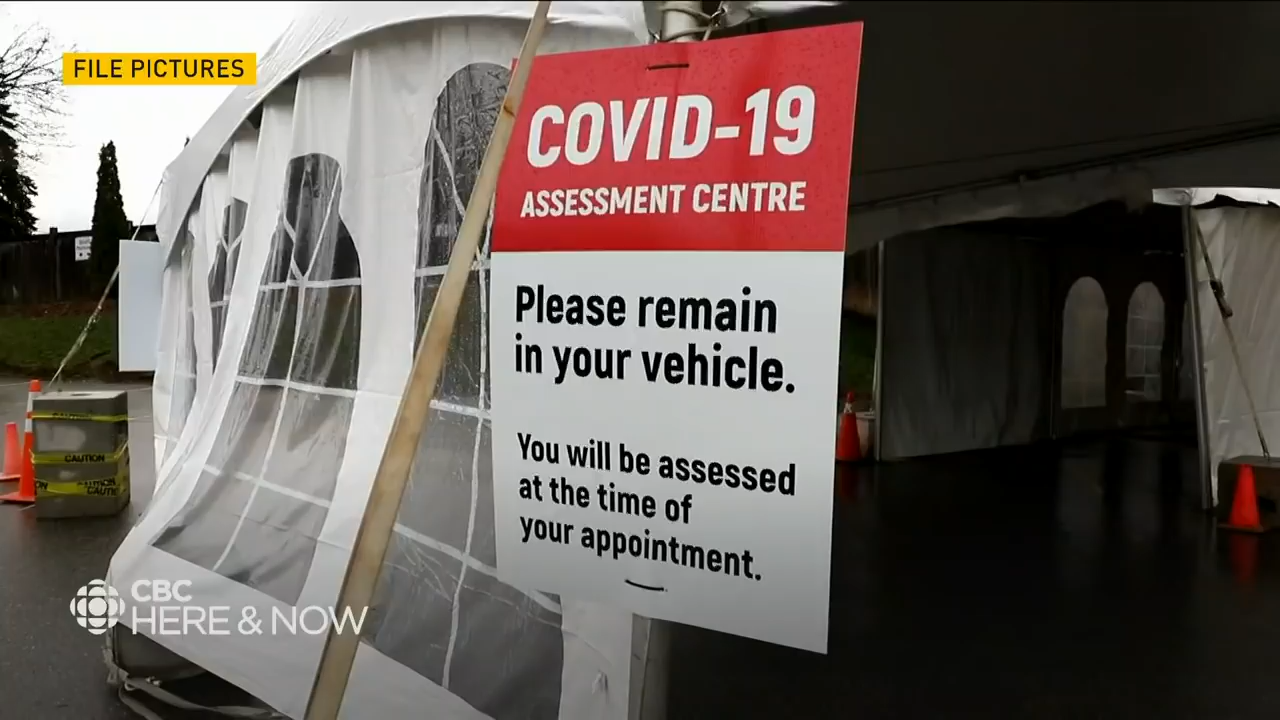 FILE PICTURES
COVID-19
ASSESSMENT CENTRE
Please remain
in your vehicle.
You will be assessed
at the time of
your appointment.
CAUTION
CAUTION
CBC
HERE & NOW